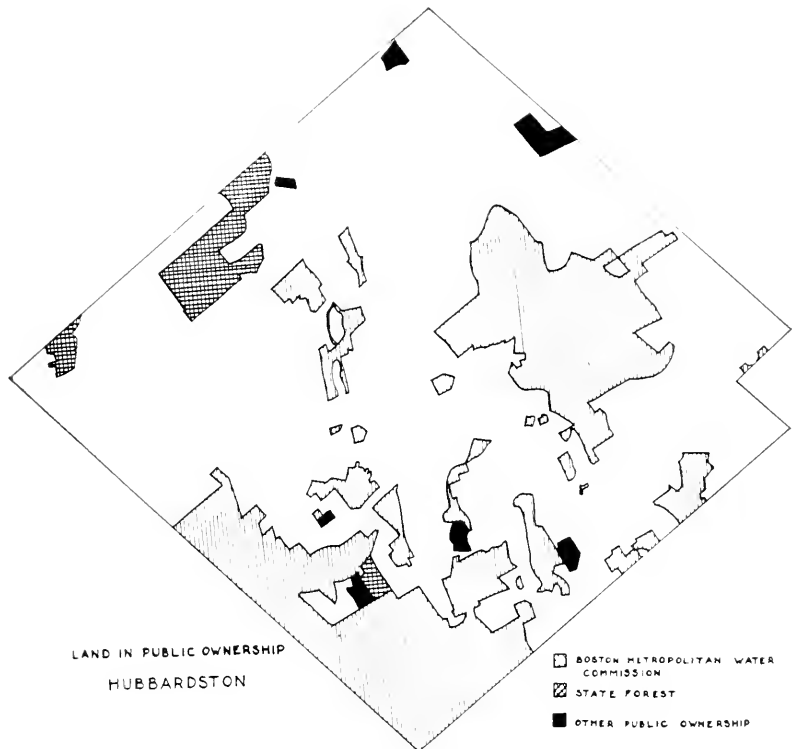 LAND IN PUBLIC OWNERSHIP
HUBBARDSTON
BOSTON METROPOLITAN WATER
COMMISSION
STATE FOREST
OTHER PUBLIC OWNERSHIP